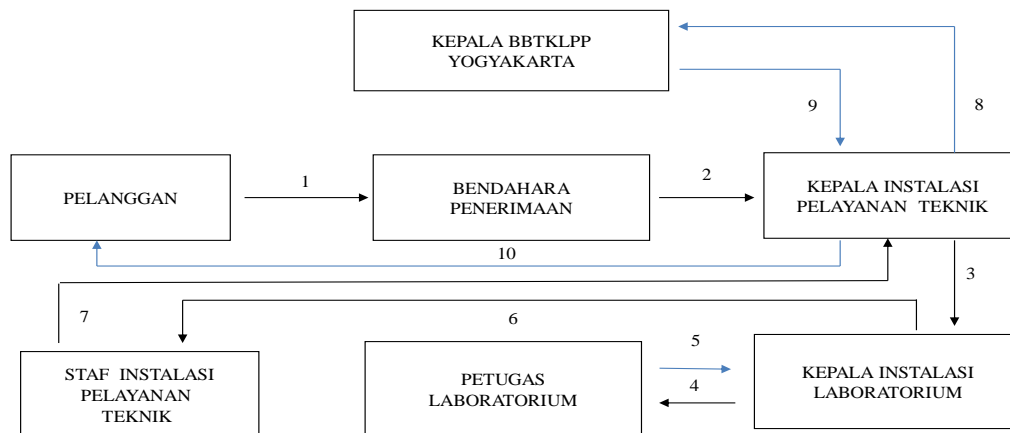 KEPALA BBTKLPP
YOGYAKARTA
9
8
PELANGGAN
1
BENDAHARA
PENERIMAAN
2
KEPALA INSTALASI
PELAYANAN TEKNIK
10
3
7
6
5
4
STAF INSTALASI
PELAYANAN
TEKNIK
PETUGAS
LABORATORIUM
KEPALA INSTALASI
LABORATORIUM